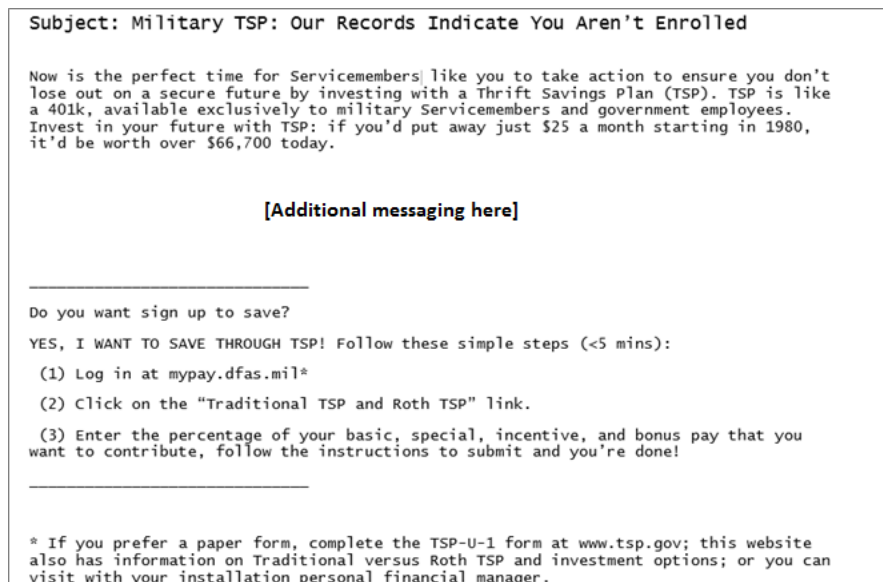 Subject: Military TSP: Our Records Indicate You Aren’t Enrolled
Now is the perfect time for Servicemembers like you to take action to ensure you don’t
lose out on a secure future by investing with a Thrift Savings Plan (TSP). TSP is like
a 401k, available exclusively to military Servicemembers and government employees.
Invest in your future with TSP: if you’d put away just $25 a month starting in 1980,
it’d be worth over $66,700 today.
[Additional messaging here]
______________________________
Do you want sign up to save?
YES, I WANT TO SAVE THROUGH TSP! Follow these simple steps (<5 mins):
(1) Log in at mypay.dfas.mil*
(2) Click on the “Traditional TSP and Roth TSP” link.
(3) Enter the percentage of your basic, special, incentive, and bonus pay that you
want to contribute, follow the instructions to submit and you’re done!
______________________________
* If you prefer a paper form, complete the TSP-U-1 form at www.tsp.gov; this website
also has information on Traditional versus Roth TSP and investment options; or you can
visit with your installation personal financial manager.